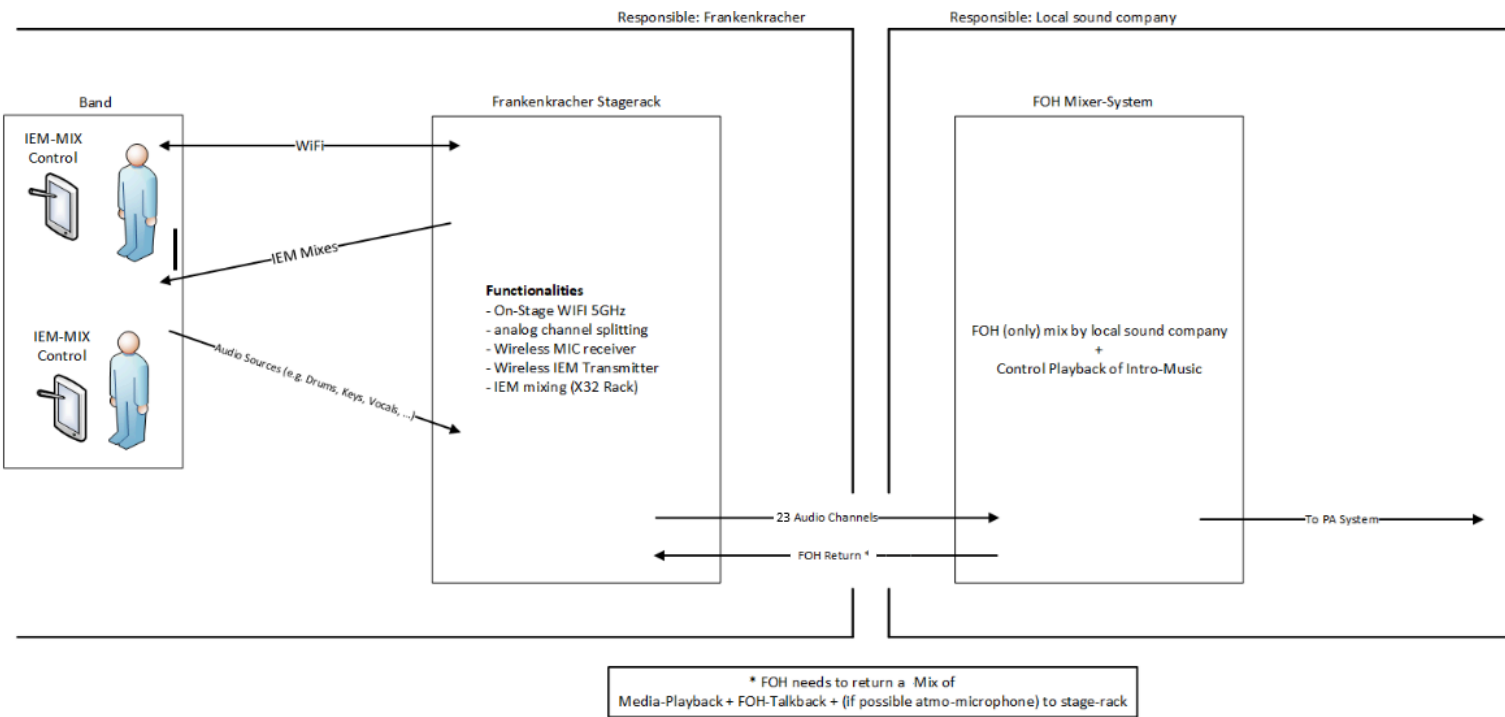 Responsible: Frankenkracher
Responsible: Local sound company
Band
Frankenkracher Stagerack
FOH Mixer-System
IEM-MIX
Control
WiFi
IEM Mixes
IEM-MIX
Control
Audio Sources (e.g. Drums, Keys, Vocals, ...)
Functionalities
- On-Stage WIFI 5GHz
- analog channel splitting
- Wireless MIC receiver
- Wireless IEM Transmitter
- IEM mixing (X32 Rack)
FOH (only) mix by local sound company
+
Control Playback of Intro-Music
23 Audio Channels
To PA System
FOH Return *
* FOH needs to return a Mix of
Media-Playback + FOH-Talkback + (if possible atmo-microphone) to stage-rack